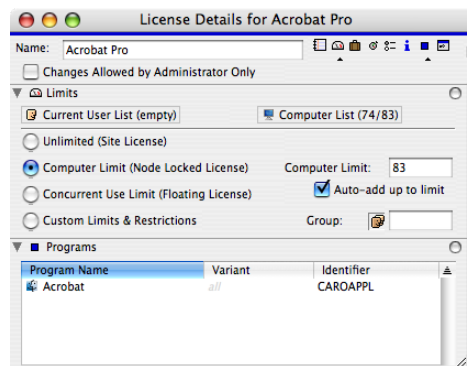 License Details for Acrobat Pro
Name: Acrobat Pro
Changes Allowed by Administrator Only
Limits
Current User List (empty) Computer List (74/83)
Unlimited (Site License)
Computer Limit (Node Locked License) Computer Limit: 83
Auto-add up to limit
Concurrent Use Limit (Floating License)
Custom Limits & Restrictions Group:
Programs
Program Name Variant Identifier
Acrobat all CAROAPPL